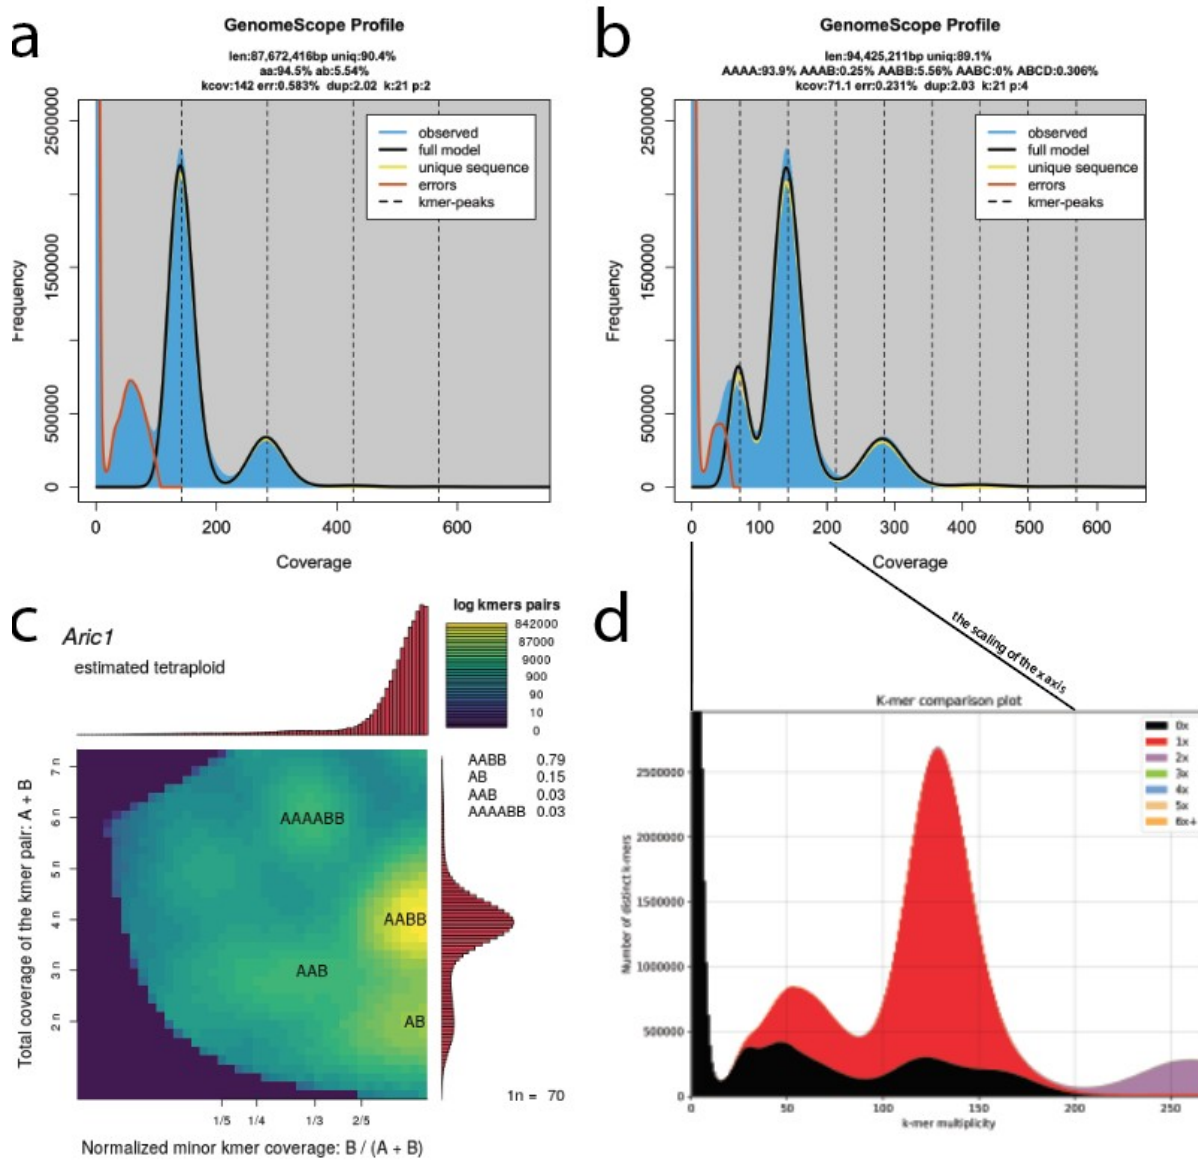 a
GenomeScope Profile
len:87,672,416bp uniq:90.4%
aa:94.5% ab:5.54%
kcov:142 err:0.583% dup:2.02 k:21 p:2
observed
full model
unique sequence
errors
kmer-peaks
Frequency
0
500000
1500000
2500000
0
200
400
600
Coverage
b
GenomeScope Profile
len:94,425,211bp uniq:89.1%
AAAA:93.9% AAAB:0.25% AABB:5.56% AABC:0% ABCD:0.306%
kcov:71.1 err:0.231% dup:2.03 k:21 p:4
observed
full model
unique sequence
errors
kmer-peaks
Frequency
0
500000
1500000
2500000
0
100
200
300
400
500
600
Coverage
c
Aric1
estimated tetraploid
log kmers pairs
842000
87000
9000
900
90
10
0
AABB 0.79
AB 0.15
AAB 0.03
AAAABB 0.03
AAAABB
AABB
AAB
AB
Total coverage of the kmer pair: A + B
7n
6n
5n
4n
3n
2n
1n = 70
1/5
1/4
1/3
2/5
Normalized minor kmer coverage: B / (A + B)
d
the scaling of the x axis
K-mer comparison plot
0x
1x
2x
3x
4x
5x
6x+
Number of distinct k-mers
2500000
2000000
1500000
1000000
500000
0
0
50
100
150
200
250
k-mer multiplicity